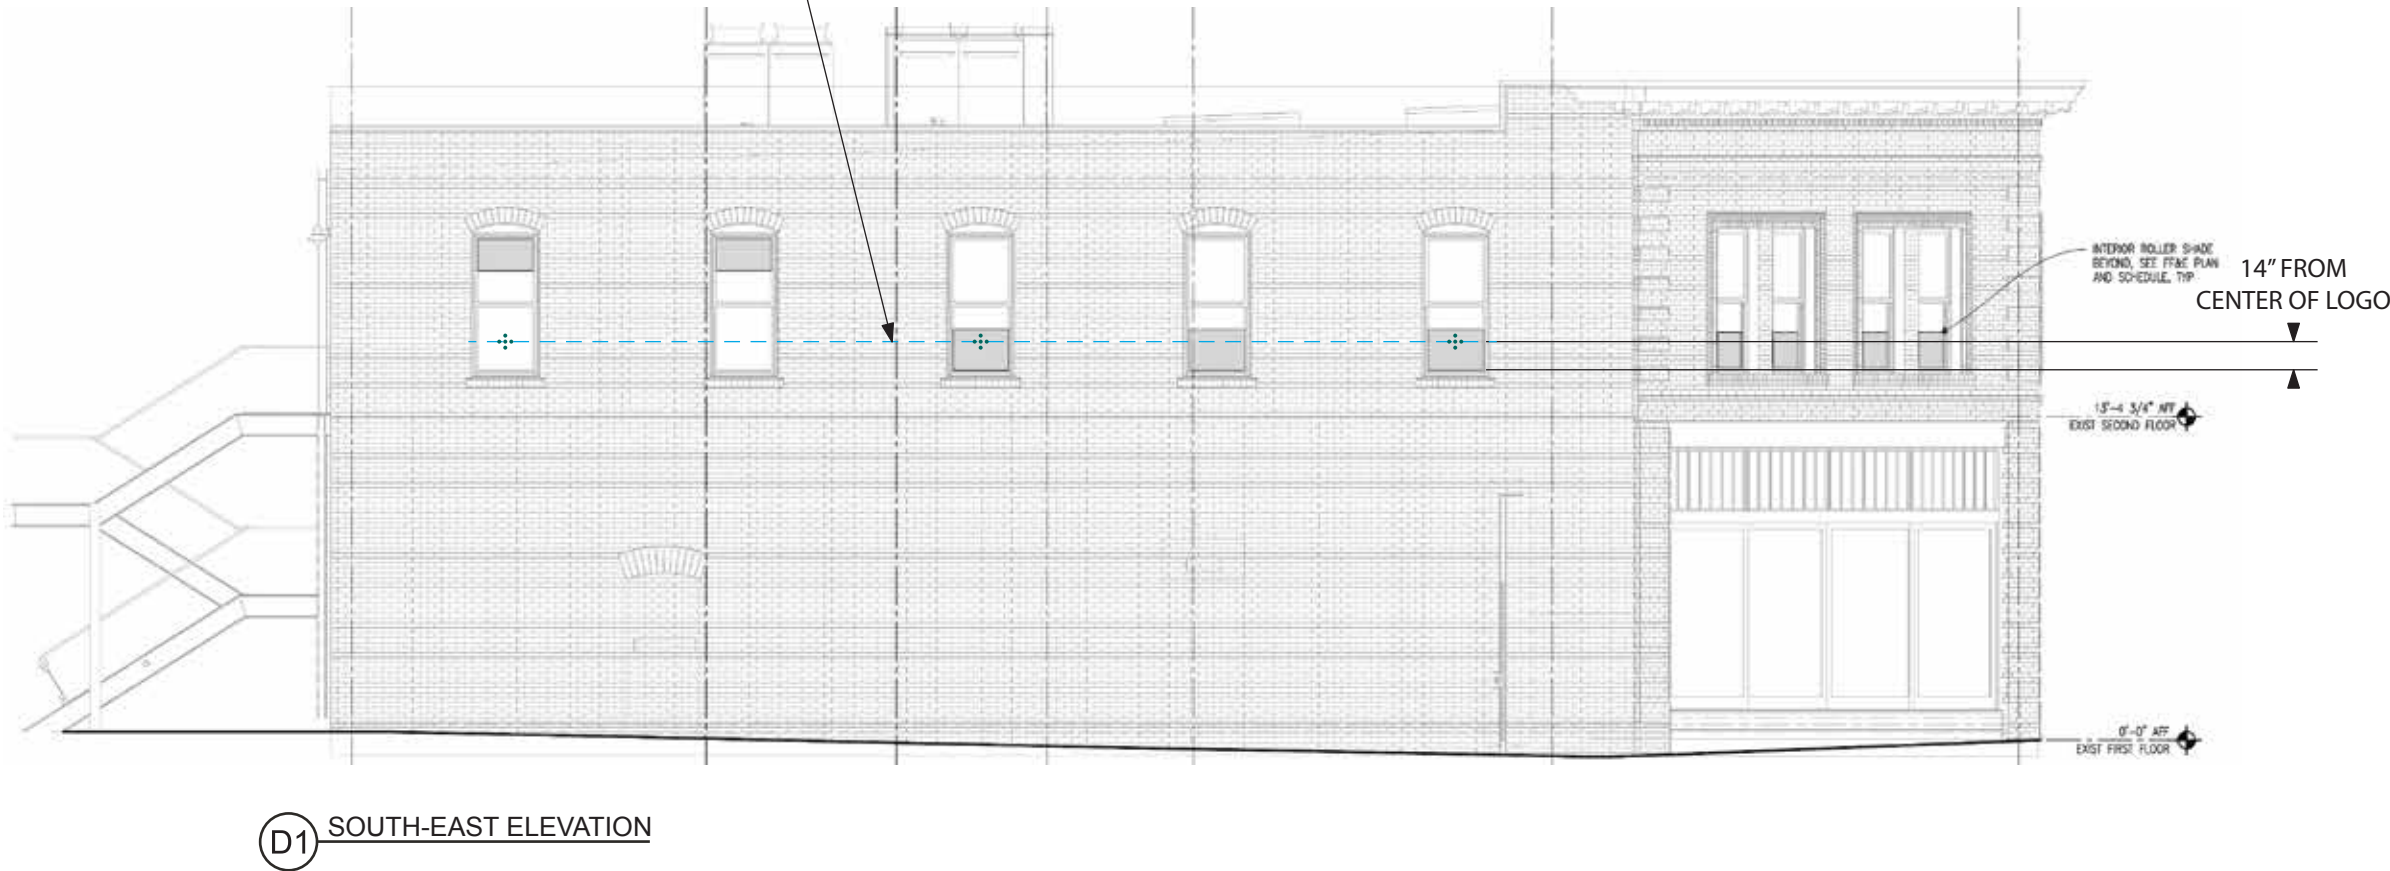 INTERIOR ROLLER SHADE
BEYOND, SEE FF&E PLAN
AND SCHEDULE, TYP
14" FROM
CENTER OF LOGO
13'-4 3/4" AFF
EXIST SECOND FLOOR
0'-0" AFF
EXIST FIRST FLOOR
D1 SOUTH-EAST ELEVATION